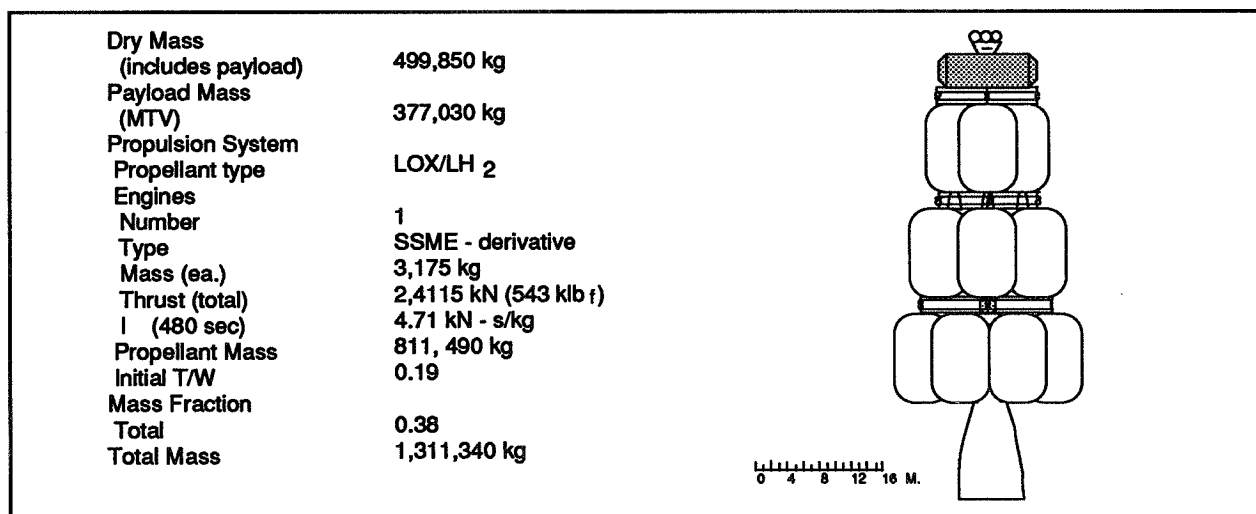 Dry Mass
(includes payload) 499,850 kg
Payload Mass
(MTV) 377,030 kg
Propulsion System
Propellant type LOX/LH 2
Engines
Number 1
Type SSME - derivative
Mass (ea.) 3,175 kg
Thrust (total) 2,4115 kN (543 klb f)
I (480 sec) 4.71 kN - s/kg
Propellant Mass 811, 490 kg
Initial T/W 0.19
Mass Fraction
Total 0.38
Total Mass 1,311,340 kg
0 4 8 12 16 M.